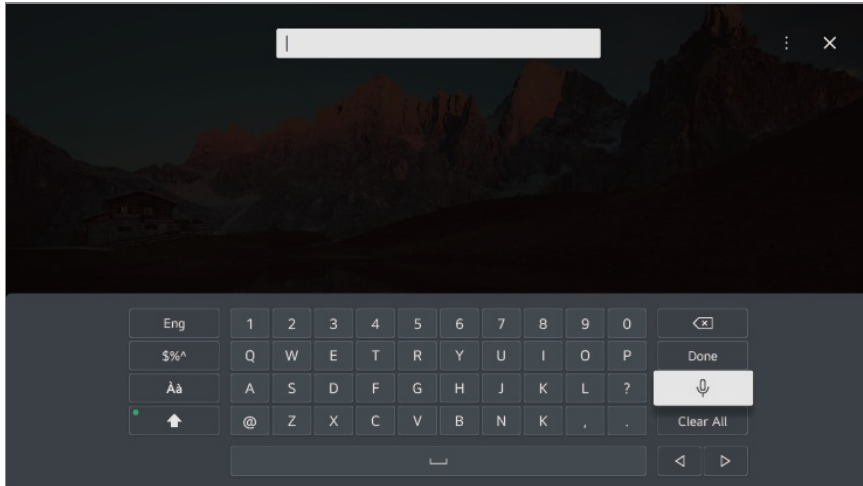 Eng 1 2 3 4 5 6 7 8 9 0
$%^ Q W E T R Y U I O P Done
Àà A S D F G H J K L ?
@ Z X C V B N K , . Clear All